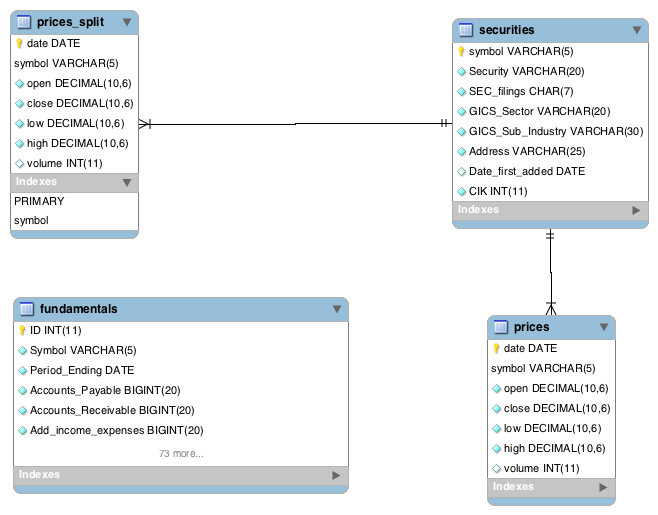 prices_split
date DATE
symbol VARCHAR(5)
open DECIMAL(10,6)
close DECIMAL(10,6)
low DECIMAL(10,6)
high DECIMAL(10,6)
volume INT(11)
Indexes
PRIMARY
symbol
securities
symbol VARCHAR(5)
Security VARCHAR(20)
SEC_filings CHAR(7)
GICS_Sector VARCHAR(20)
GICS_Sub_Industry VARCHAR(30)
Address VARCHAR(25)
Date_first_added DATE
CIK INT(11)
Indexes
fundamentals
ID INT(11)
Symbol VARCHAR(5)
Period_Ending DATE
Accounts_Payable BIGINT(20)
Accounts_Receivable BIGINT(20)
Add_income_expenses BIGINT(20)
73 more...
Indexes
prices
date DATE
symbol VARCHAR(5)
open DECIMAL(10,6)
close DECIMAL(10,6)
low DECIMAL(10,6)
high DECIMAL(10,6)
volume INT(11)
Indexes